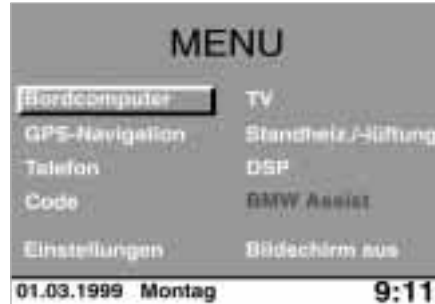 MENU
Bordcomputer TV
GPS-Navigation Standheiz./-lüftung
Telefon DSP
Code BMW Assist
Einstellungen Bildschirm aus
01.03.1999 Montag 9:11